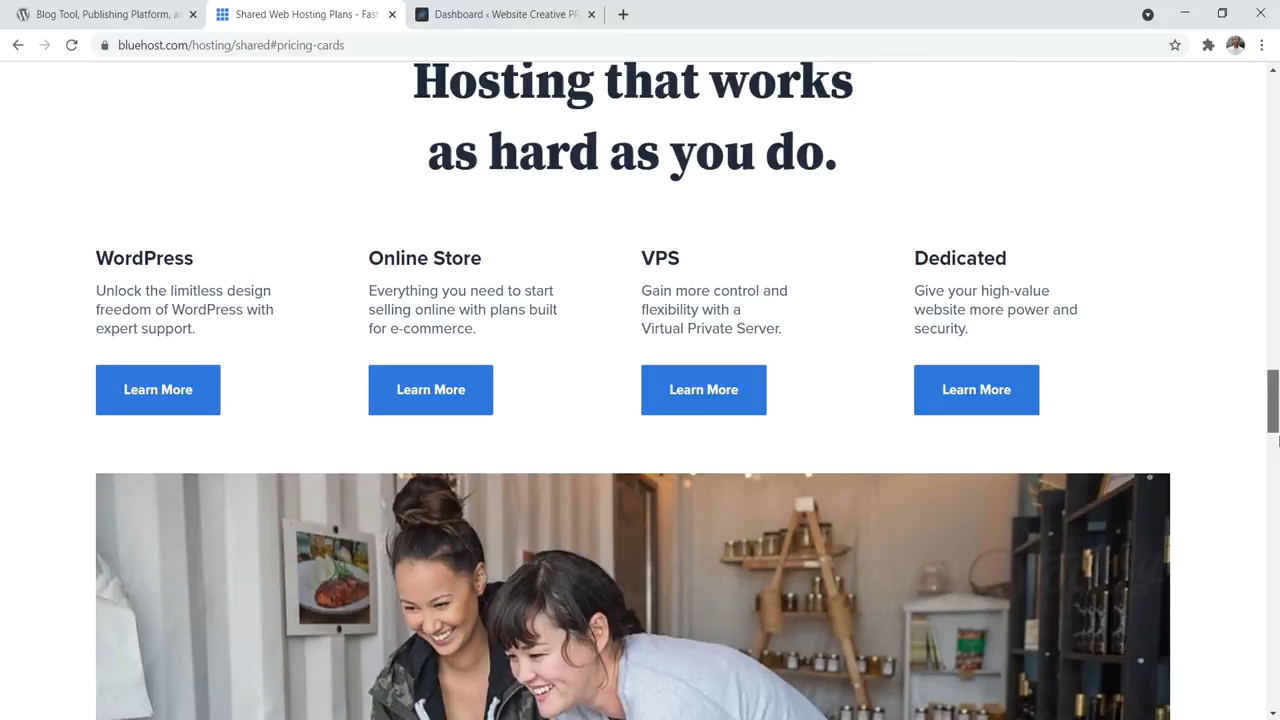 Blog Tool, Publishing Platform, a
Shared Web Hosting Plans - Fast
Dashboard ‹ Website Creative PR
bluehost.com/hosting/shared#pricing-cards
Hosting that works
as hard as you do.
WordPress
Unlock the limitless design
freedom of WordPress with
expert support.
Learn More
Online Store
Everything you need to start
selling online with plans built
for e-commerce.
Learn More
VPS
Gain more control and
flexibility with a
Virtual Private Server.
Learn More
Dedicated
Give your high-value
website more power and
security.
Learn More